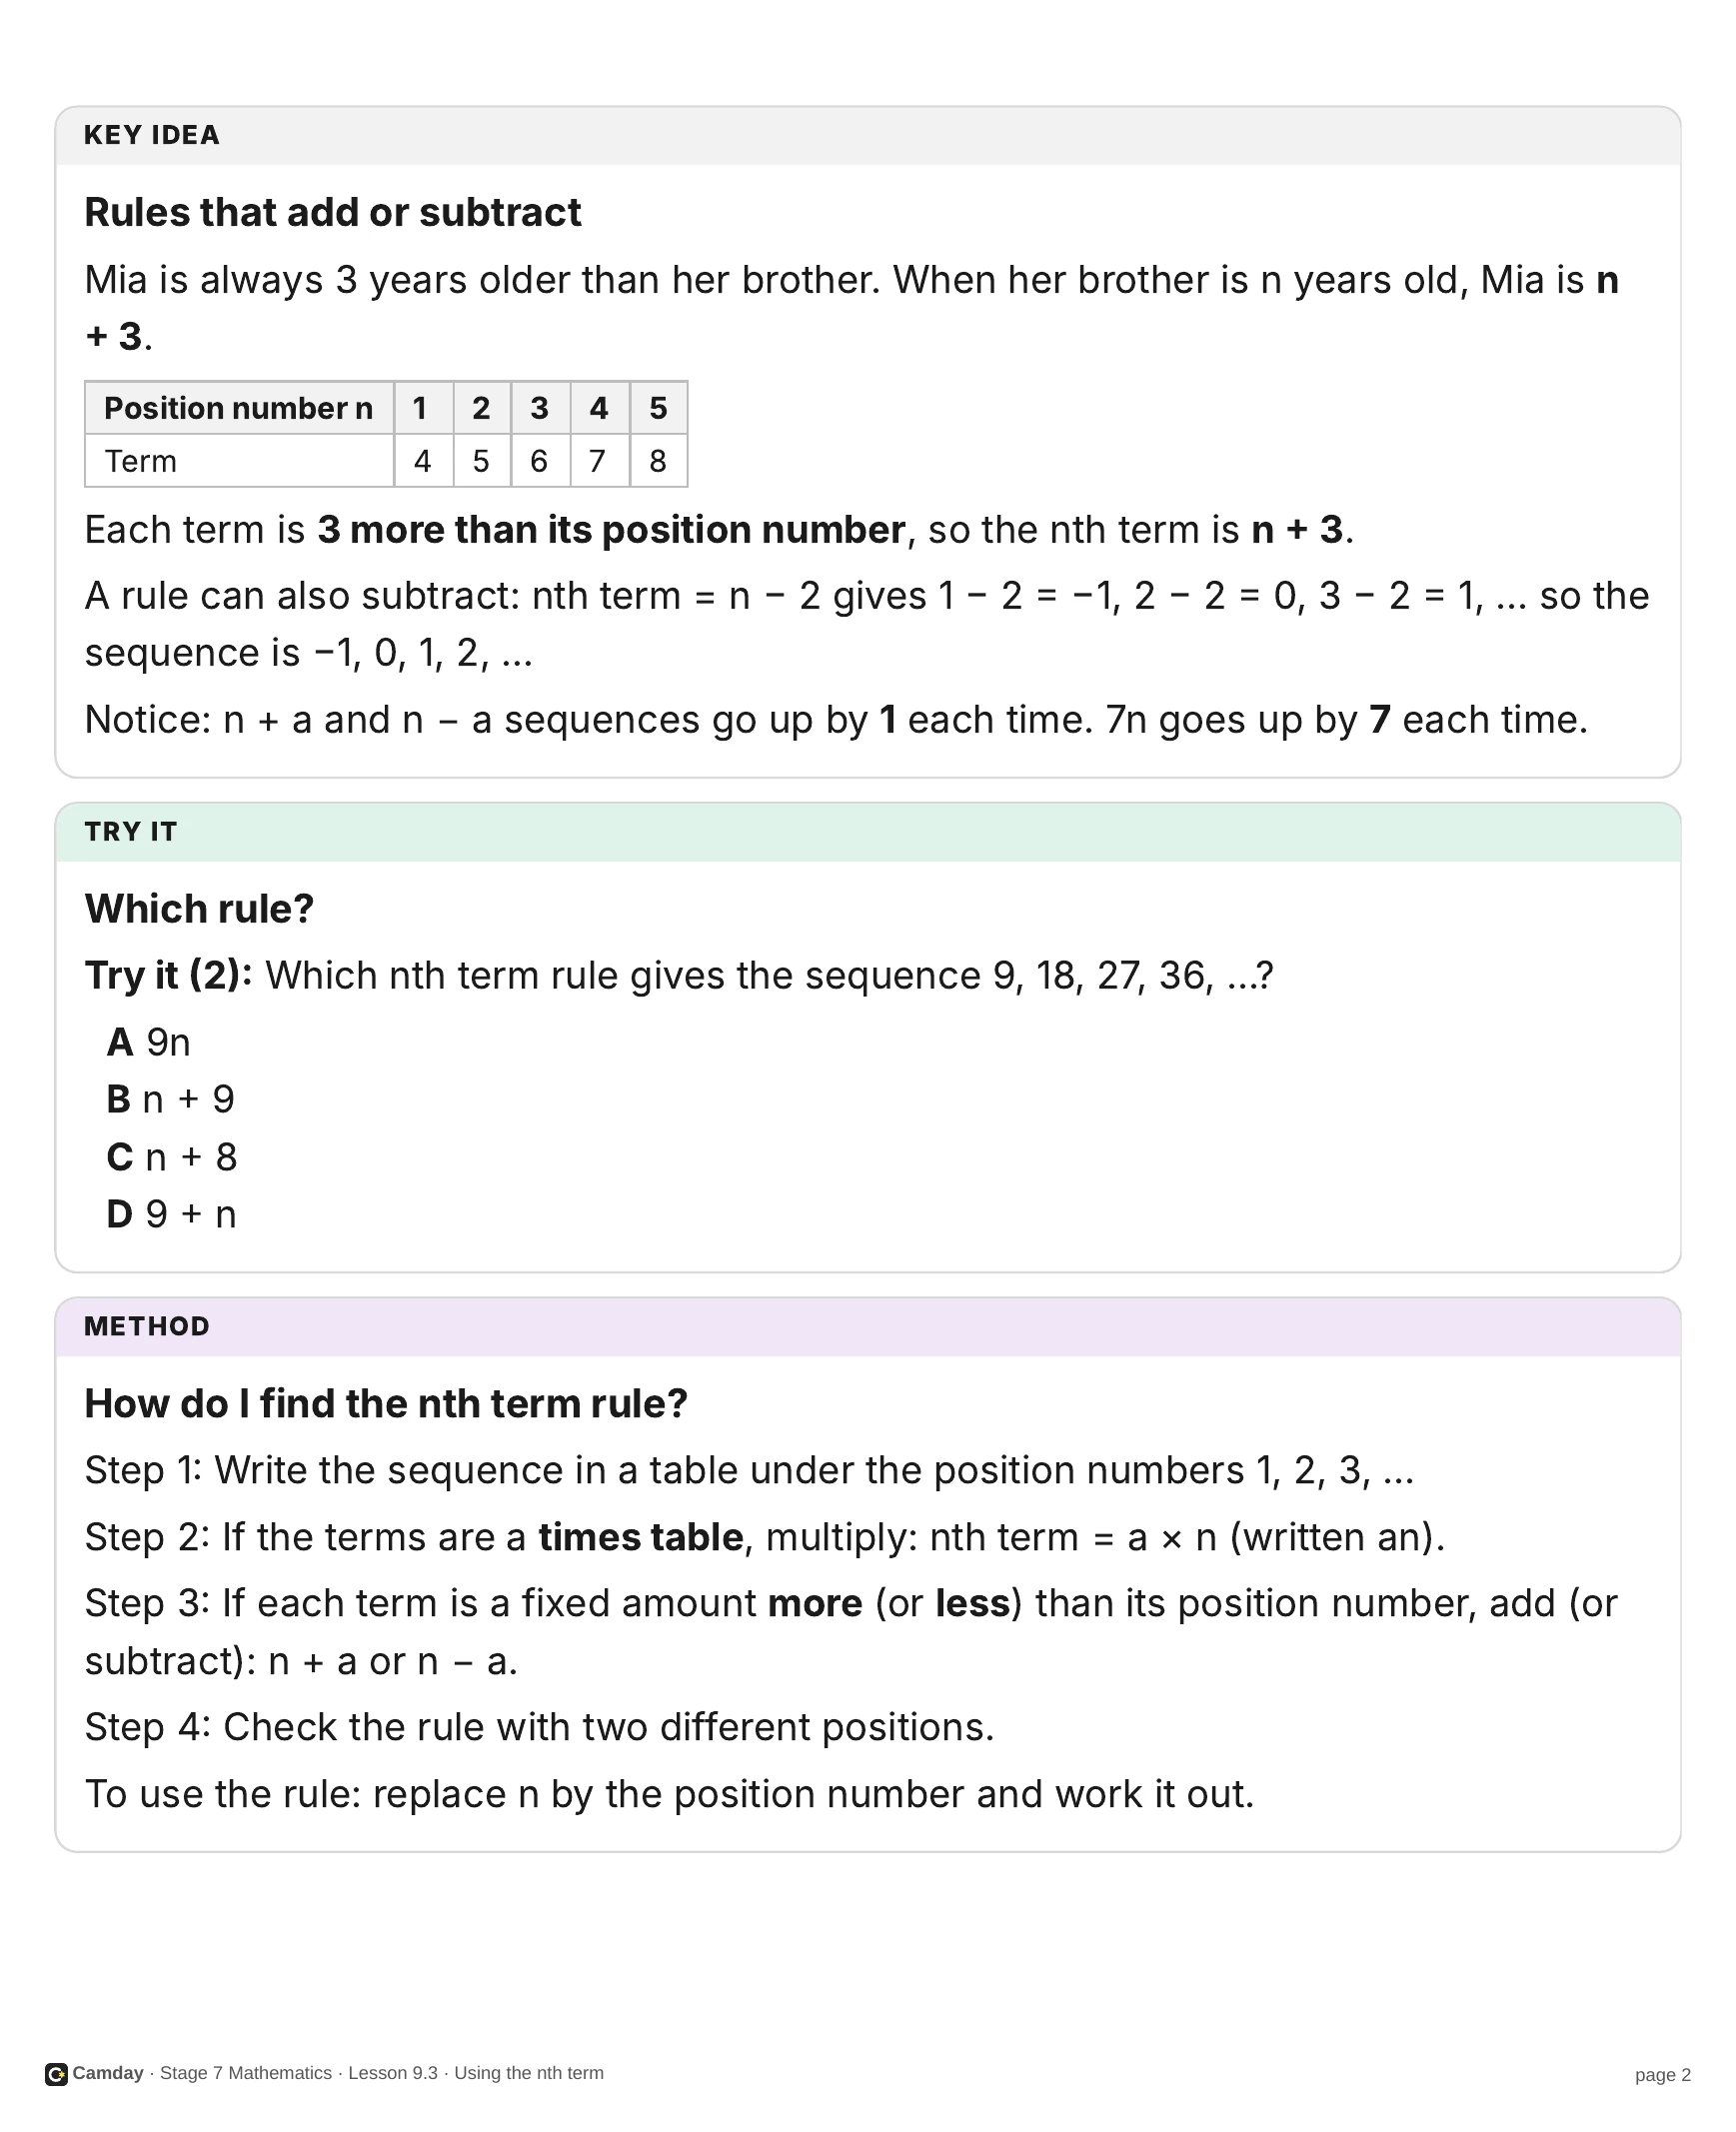 KEY IDEA
Rules that add or subtract
Mia is always 3 years older than her brother. When her brother is n years old, Mia is n
+ 3.
Position number n 1 2 3 4 5
Term 4 5 6 7 8
Each term is 3 more than its position number, so the nth term is n + 3.
A rule can also subtract: nth term = n − 2 gives 1 − 2 = −1, 2 − 2 = 0, 3 − 2 = 1, … so the
sequence is −1, 0, 1, 2, …
Notice: n + a and n − a sequences go up by 1 each time. 7n goes up by 7 each time.
TRY IT
Which rule?
Try it (2): Which nth term rule gives the sequence 9, 18, 27, 36, …?
A 9n
B n + 9
C n + 8
D 9 + n
METHOD
How do I find the nth term rule?
Step 1: Write the sequence in a table under the position numbers 1, 2, 3, …
Step 2: If the terms are a times table, multiply: nth term = a × n (written an).
Step 3: If each term is a fixed amount more (or less) than its position number, add (or
subtract): n + a or n − a.
Step 4: Check the rule with two different positions.
To use the rule: replace n by the position number and work it out.
Camday · Stage 7 Mathematics · Lesson 9.3 · Using the nth term
page 2